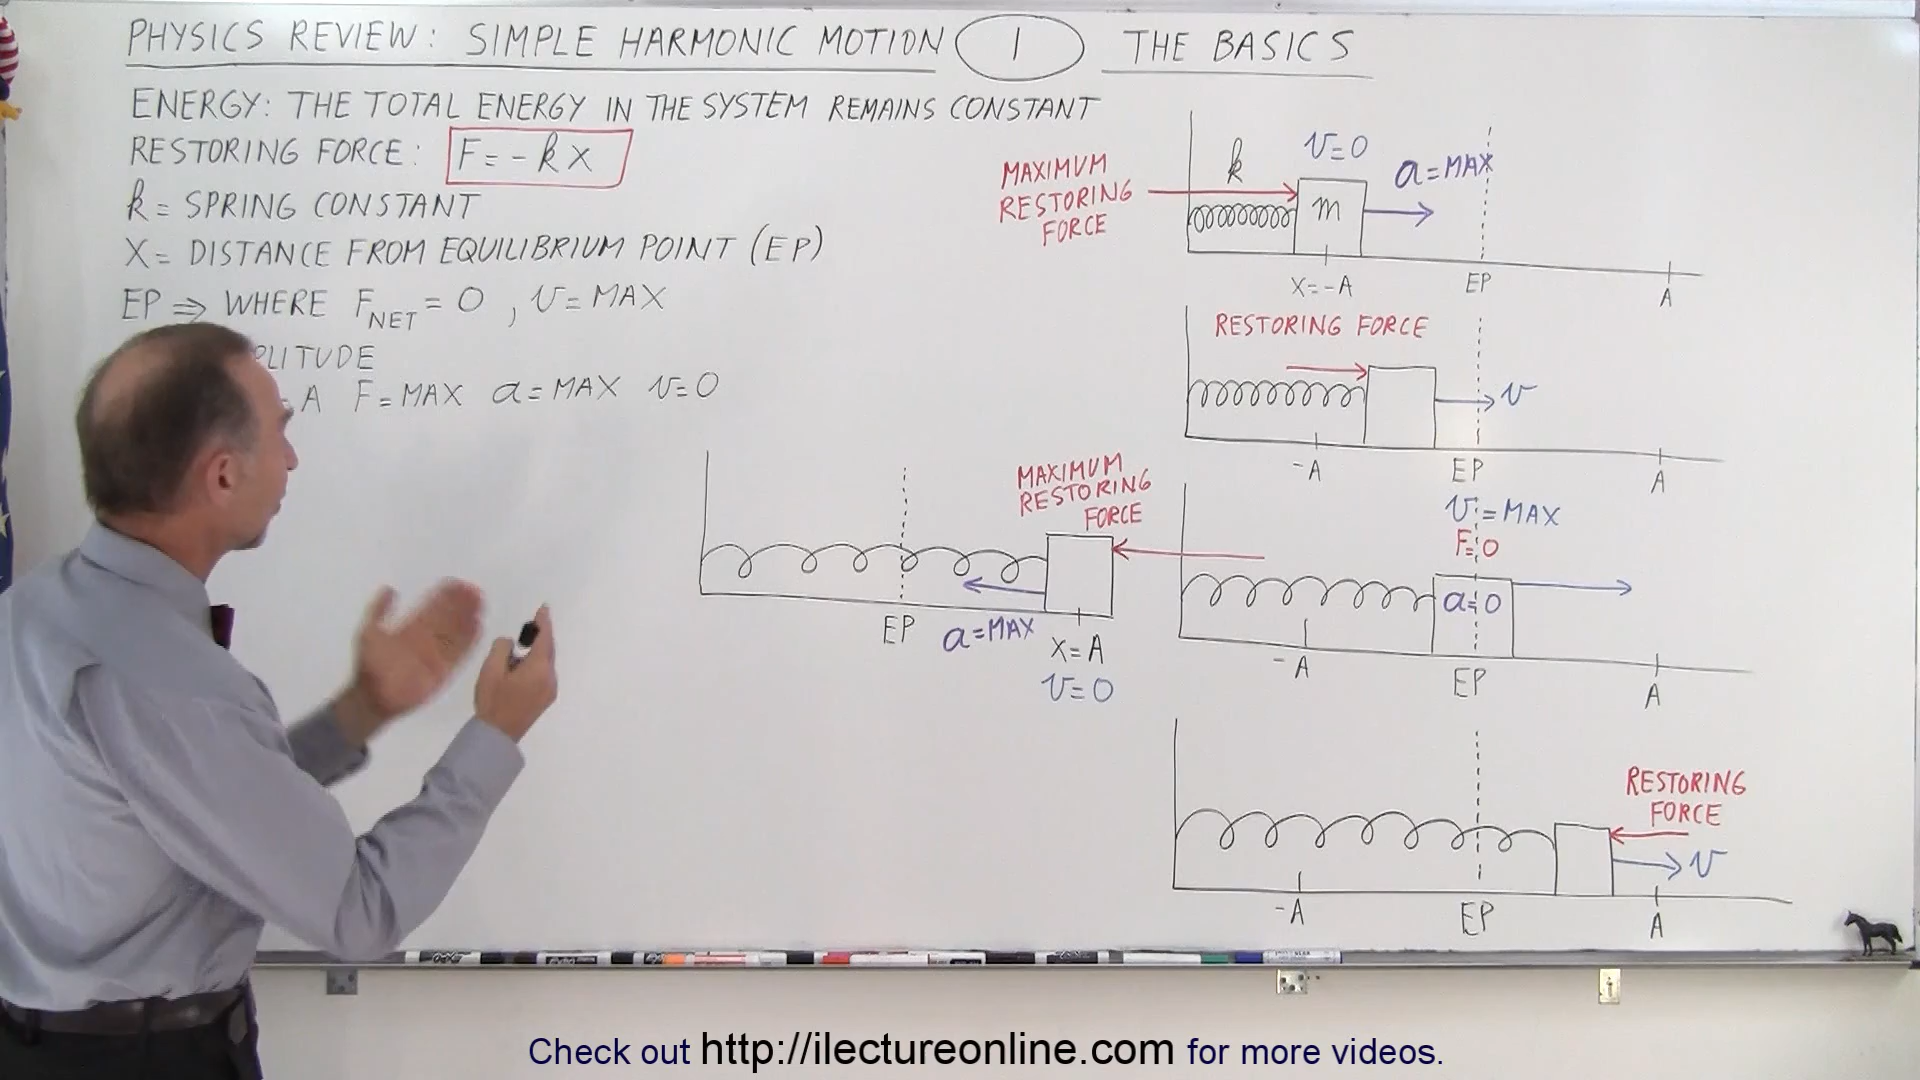 PHYSICS REVIEW: SIMPLE HARMONIC MOTION 1 THE BASICS
ENERGY: THE TOTAL ENERGY IN THE SYSTEM REMAINS CONSTANT
RESTORING FORCE: F = -kx
k = SPRING CONSTANT
X = DISTANCE FROM EQUILIBRIUM POINT (EP)
EP ⇒ WHERE F_NET = 0, v = MAX
PLITUDE
= A F = MAX a = MAX v = 0
MAXIMUM
RESTORING
FORCE
k
v = 0
a = MAX
m
X = -A
EP
A
RESTORING FORCE
v
-A
EP
A
MAXIMUM
RESTORING
FORCE
EP
a = MAX
X = A
v = 0
v = MAX
F = 0
a = 0
-A
EP
A
RESTORING
FORCE
v
-A
EP
A
Check out http://ilectureonline.com for more videos.